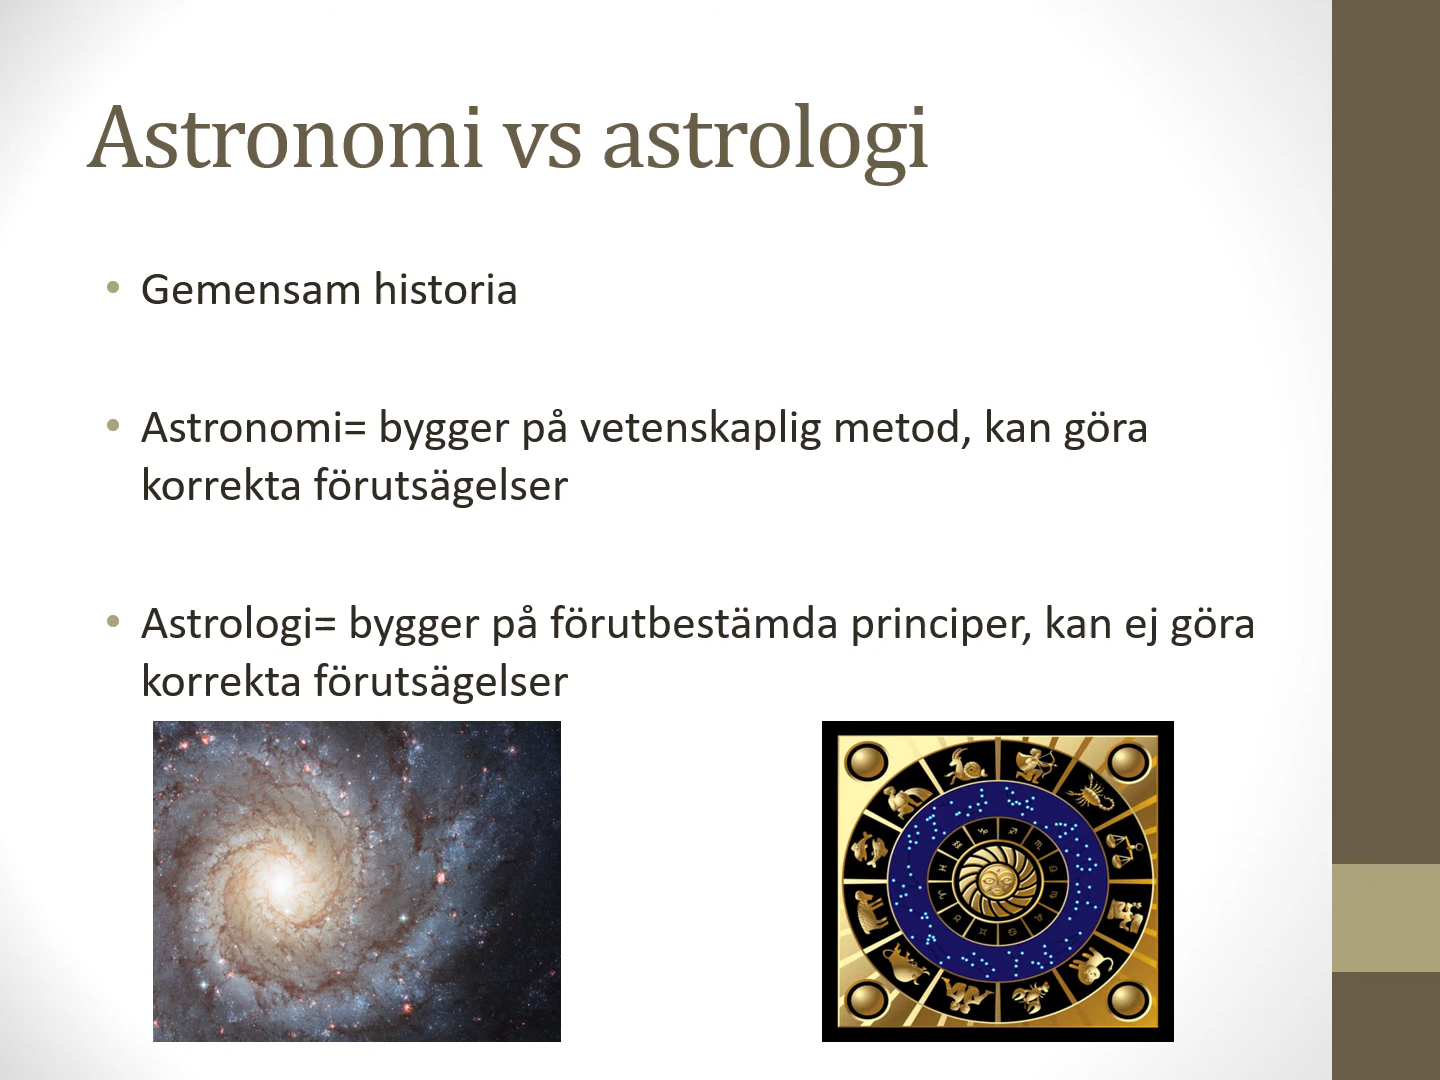 Astronomi vs astrologi
• Gemensam historia
• Astronomi= bygger på vetenskaplig metod, kan göra
korrekta förutsägelser
• Astrologi= bygger på förutbestämda principer, kan ej göra
korrekta förutsägelser